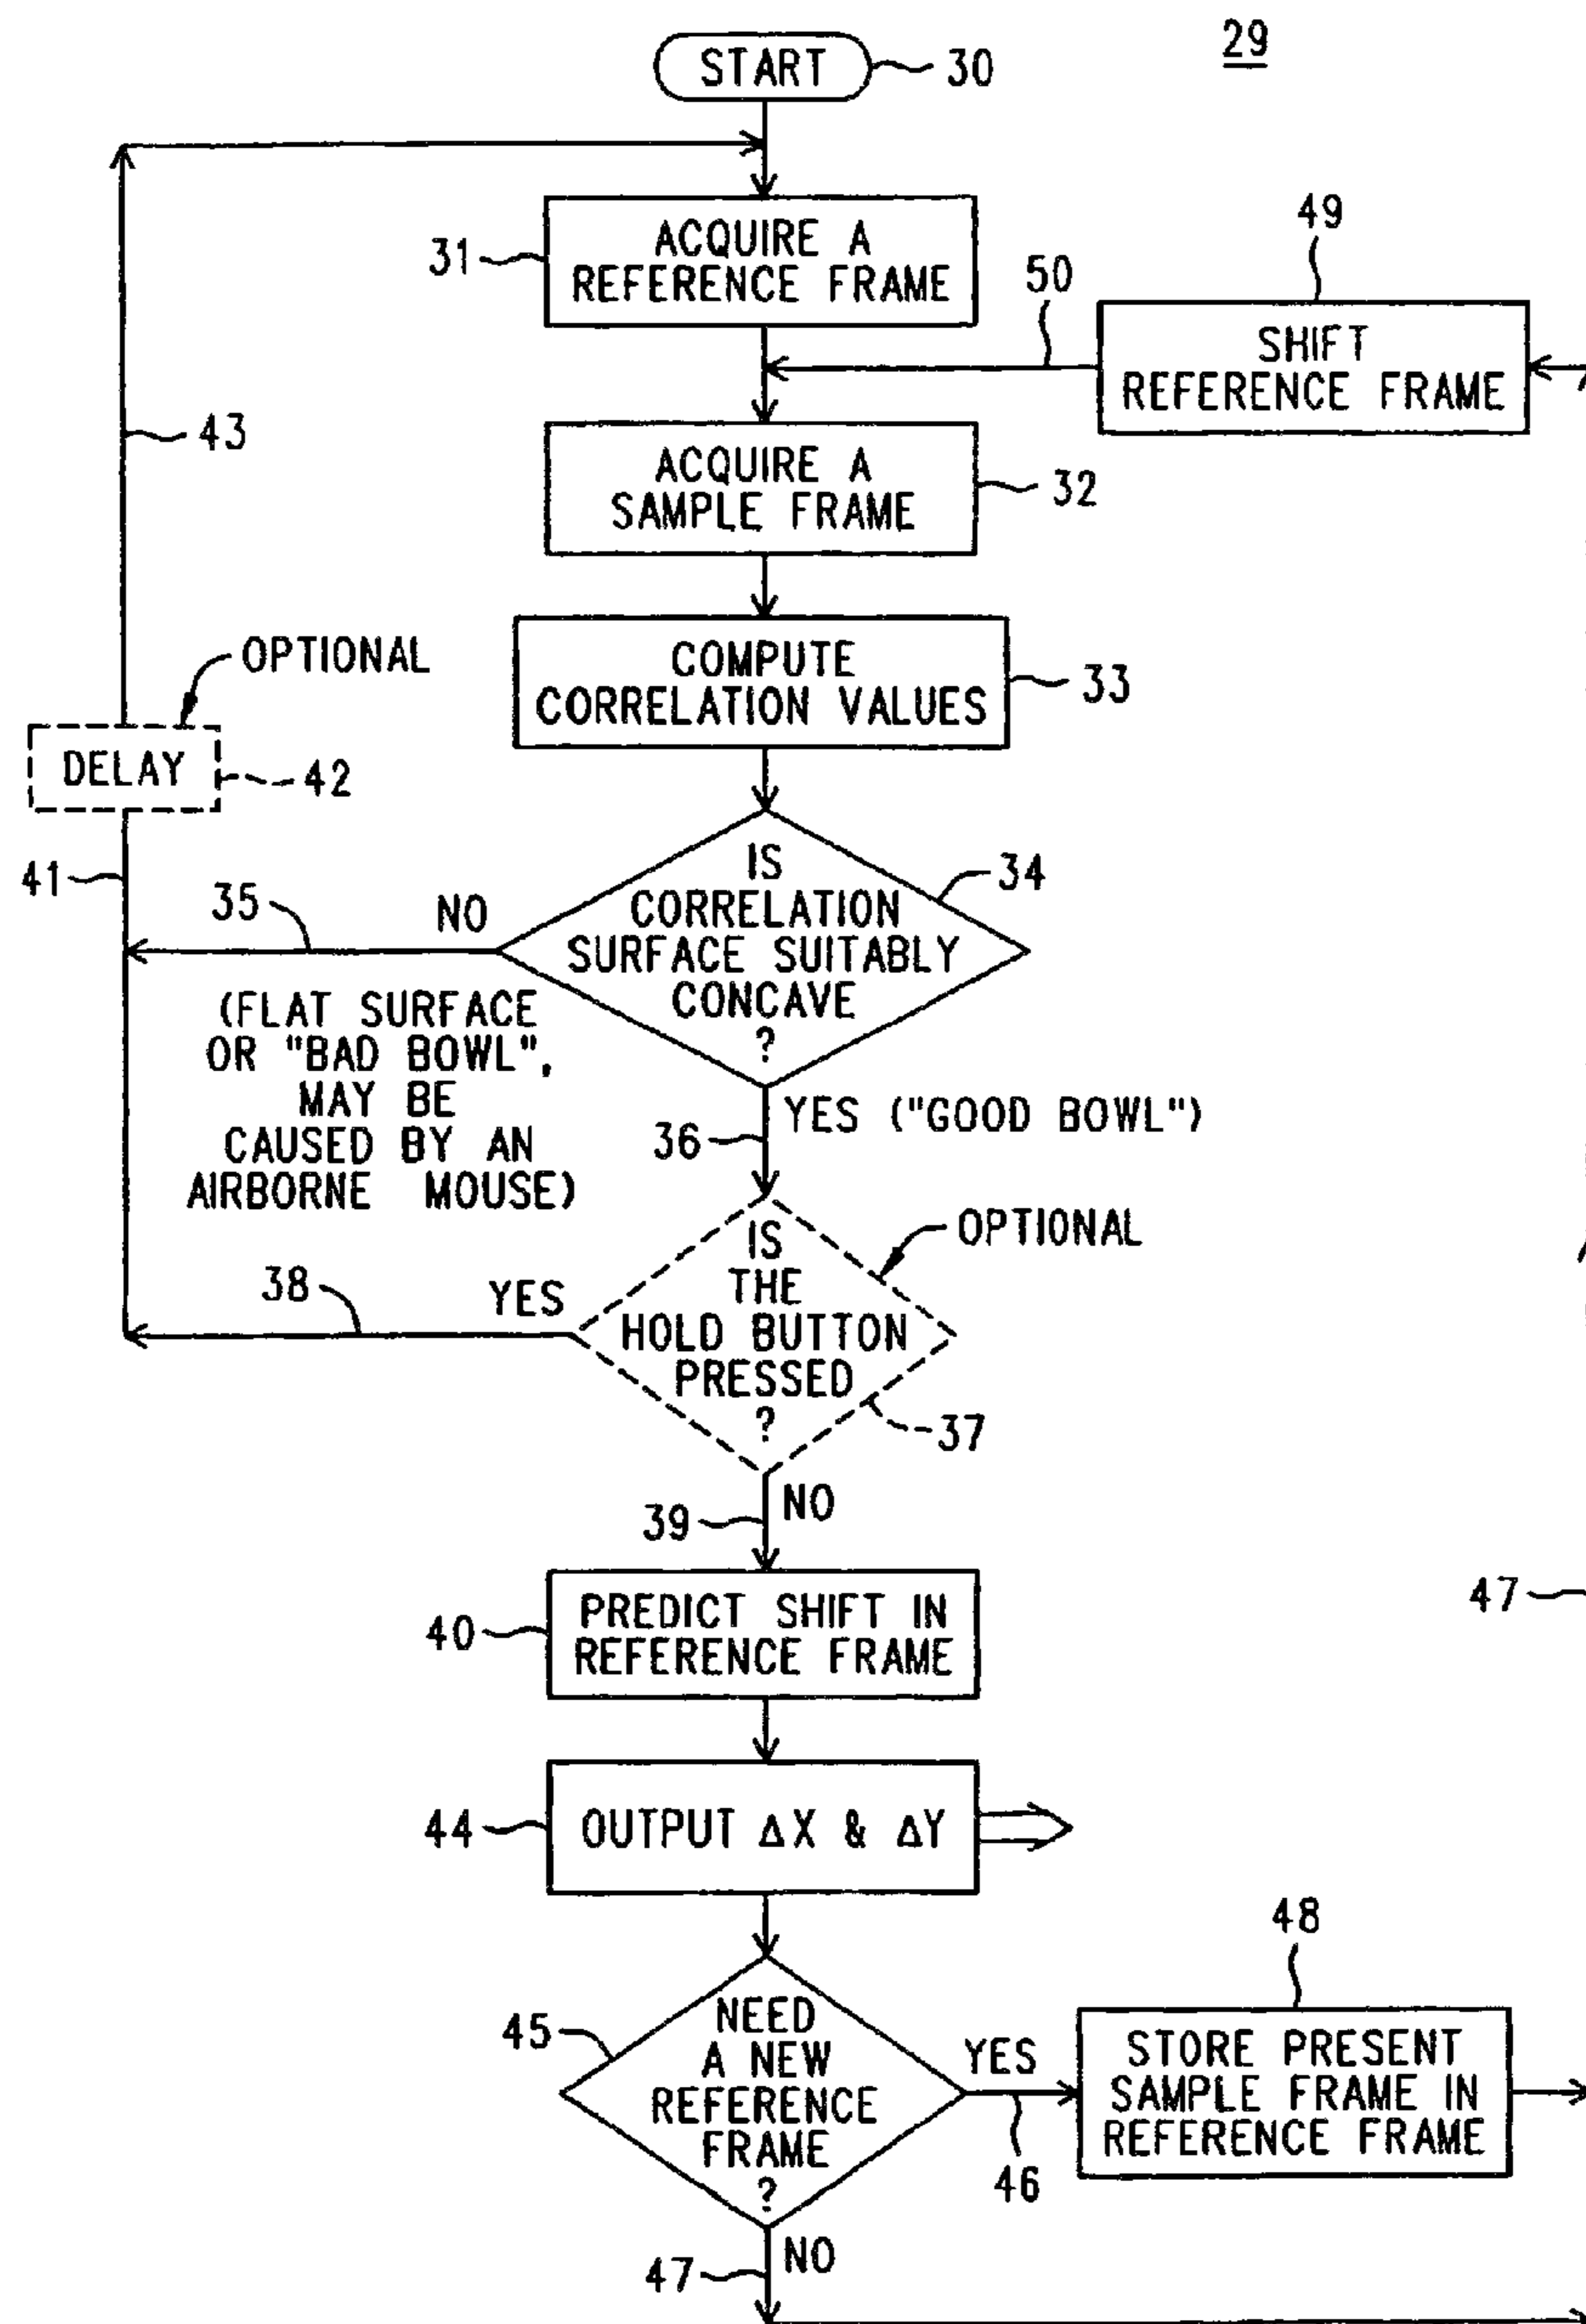 29
START
30
ACQUIRE A
REFERENCE FRAME
31
49
50
SHIFT
REFERENCE FRAME
43
ACQUIRE A
SAMPLE FRAME
32
OPTIONAL
COMPUTE
CORRELATION VALUES
33
DELAY
42
41
35
NO
IS
CORRELATION
SURFACE SUITABLY
CONCAVE
?
34
(FLAT SURFACE
OR "BAD BOWL",
MAY BE
CAUSED BY AN
AIRBORNE MOUSE)
36
YES ("GOOD BOWL")
OPTIONAL
38
YES
IS
THE
HOLD BUTTON
PRESSED
?
37
39
NO
47
40
PREDICT SHIFT IN
REFERENCE FRAME
44
OUTPUT ΔX & ΔY
48
45
NEED
A NEW
REFERENCE
FRAME
?
YES
46
STORE PRESENT
SAMPLE FRAME IN
REFERENCE FRAME
47
NO